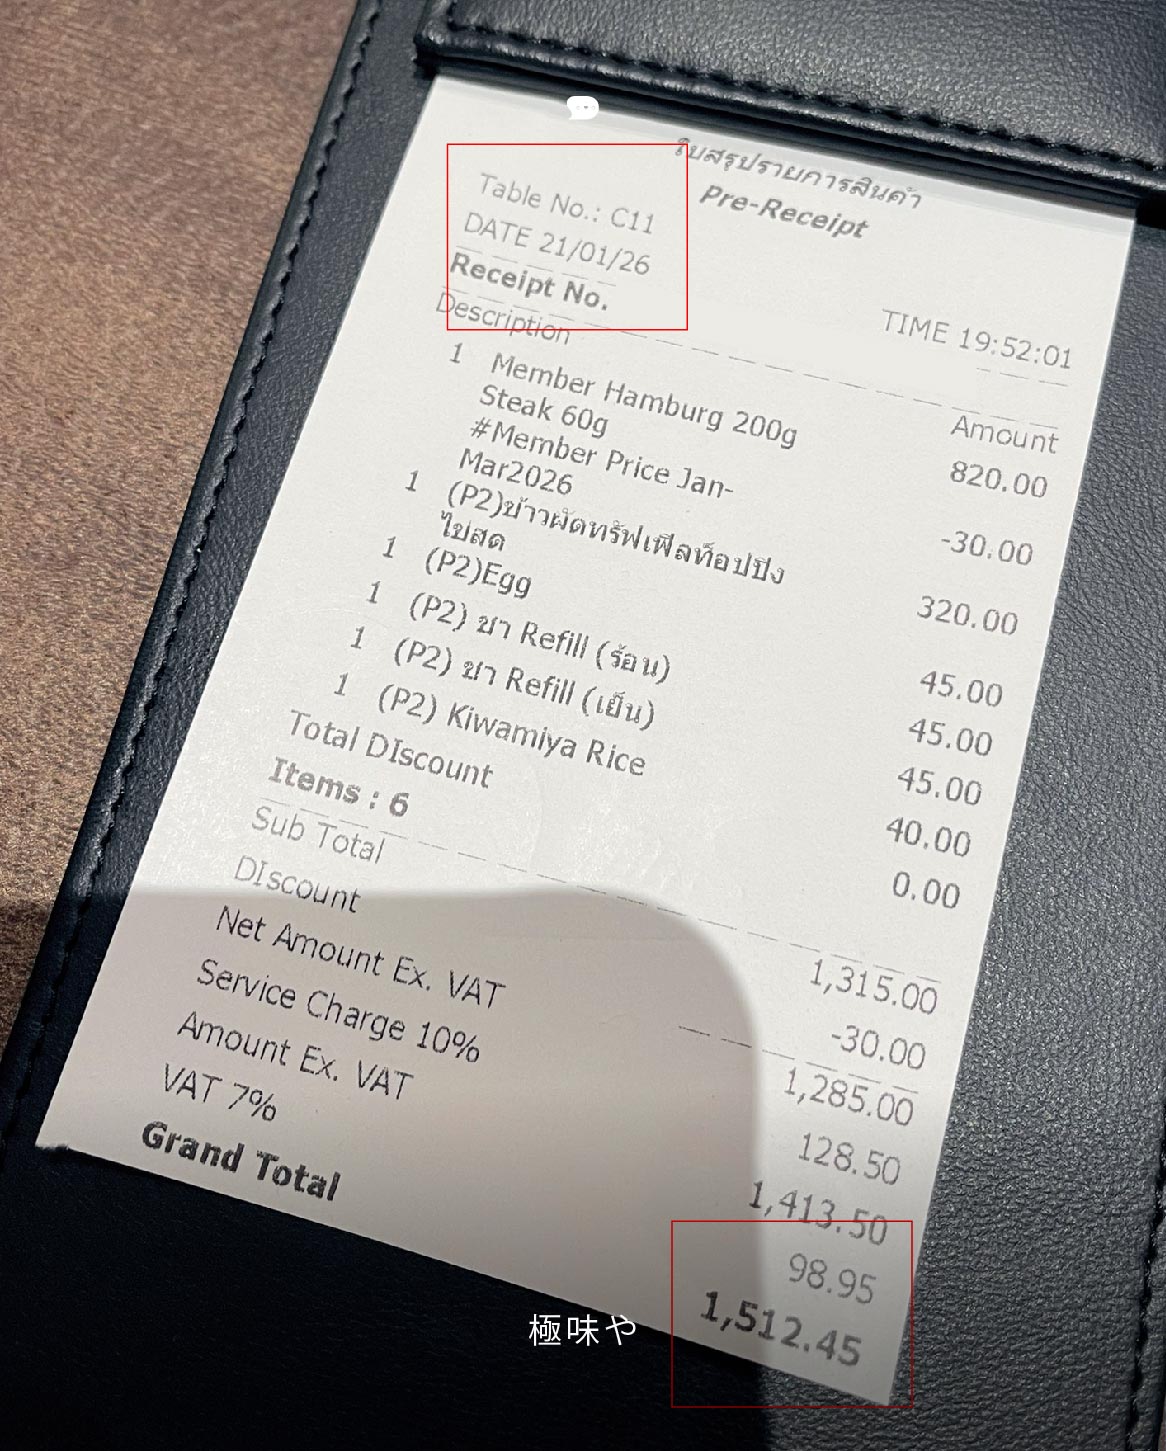 ใบสรุปรายการสินค้า
Pre-Receipt
Table No.: C11
DATE 21/01/26
TIME 19:52:01
Receipt No.
Description Amount
1 Member Hamburg 200g 820.00
Steak 60g
#Member Price Jan- -30.00
Mar2026
1 (P2)ข้าวผัดทรัฟเฟิลท็อปปิง 320.00
ไข่สด
1 (P2)Egg 45.00
1 (P2) ชา Refill (ร้อน) 45.00
1 (P2) ชา Refill (เย็น) 45.00
1 (P2) Kiwamiya Rice 40.00
Total DIscount 0.00
Items : 6
Sub Total 1,315.00
DIscount -30.00
Net Amount Ex. VAT 1,285.00
Service Charge 10% 128.50
Amount Ex. VAT 1,413.50
VAT 7% 98.95
Grand Total 1,512.45
極味や